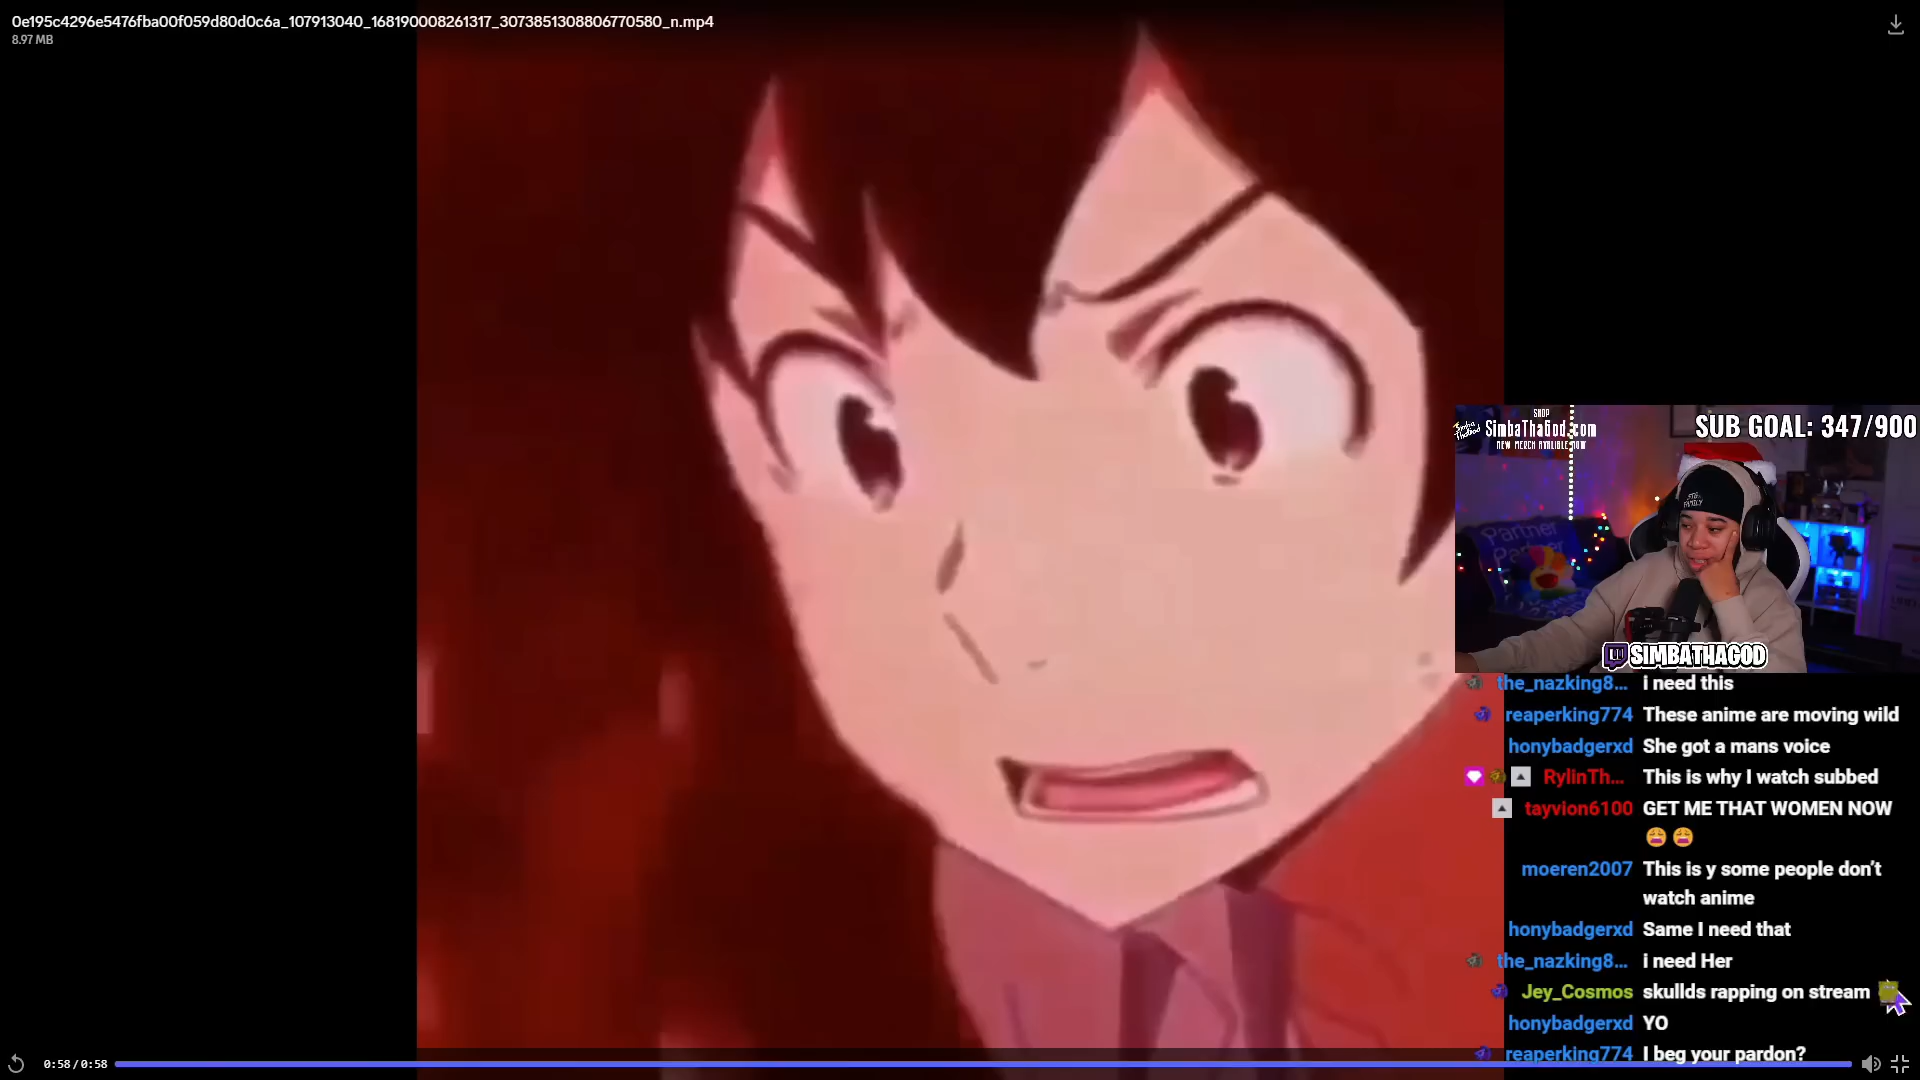 0e195c4296e5476fba00f059d80d0c6a_107913040_168190008261317_3073851308806770580_n.mp4
8.97 MB
SHOP
SimbaThaGod.com
NEW MERCH AVALIBLE NOW
SUB GOAL: 347/900
Partner
SIMBATHAGOD
the_nazking8... i need this
reaperking774 These anime are moving wild
honybadgerxd She got a mans voice
RylinTh... This is why I watch subbed
tayvion6100 GET ME THAT WOMEN NOW
😩 😩
moeren2007 This is y some people don't
watch anime
honybadgerxd Same I need that
the_nazking8... i need Her
Jey_Cosmos skullds rapping on stream
honybadgerxd YO
reaperking774 I beg your pardon?
0:58 / 0:58